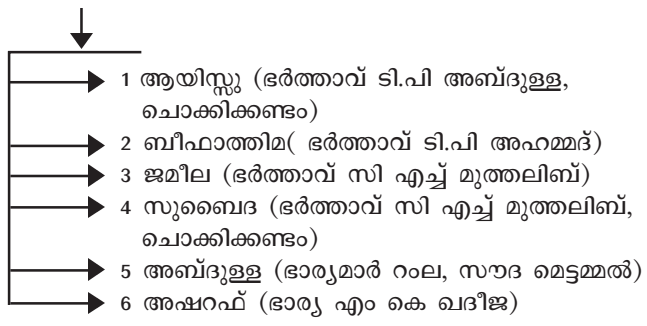 1 ആയിസ്സു (ഭർത്താവ് ടി.പി അബ്ദുള്ള,
ചൊക്കിക്കണ്ടം)
2 ബീഫാത്തിമ( ഭർത്താവ് ടി.പി അഹമ്മദ്)
3 ജമീല (ഭർത്താവ് സി എച്ച് മുത്തലിബ്)
4 സുബൈദ (ഭർത്താവ് സി എച്ച് മുത്തലിബ്,
ചൊക്കിക്കണ്ടം)
5 അബ്ദുള്ള (ഭാര്യമാർ റംല, സൗദ മെട്ടമ്മൽ)
6 അഷറഫ് (ഭാര്യ എം കെ ഖദീജ)